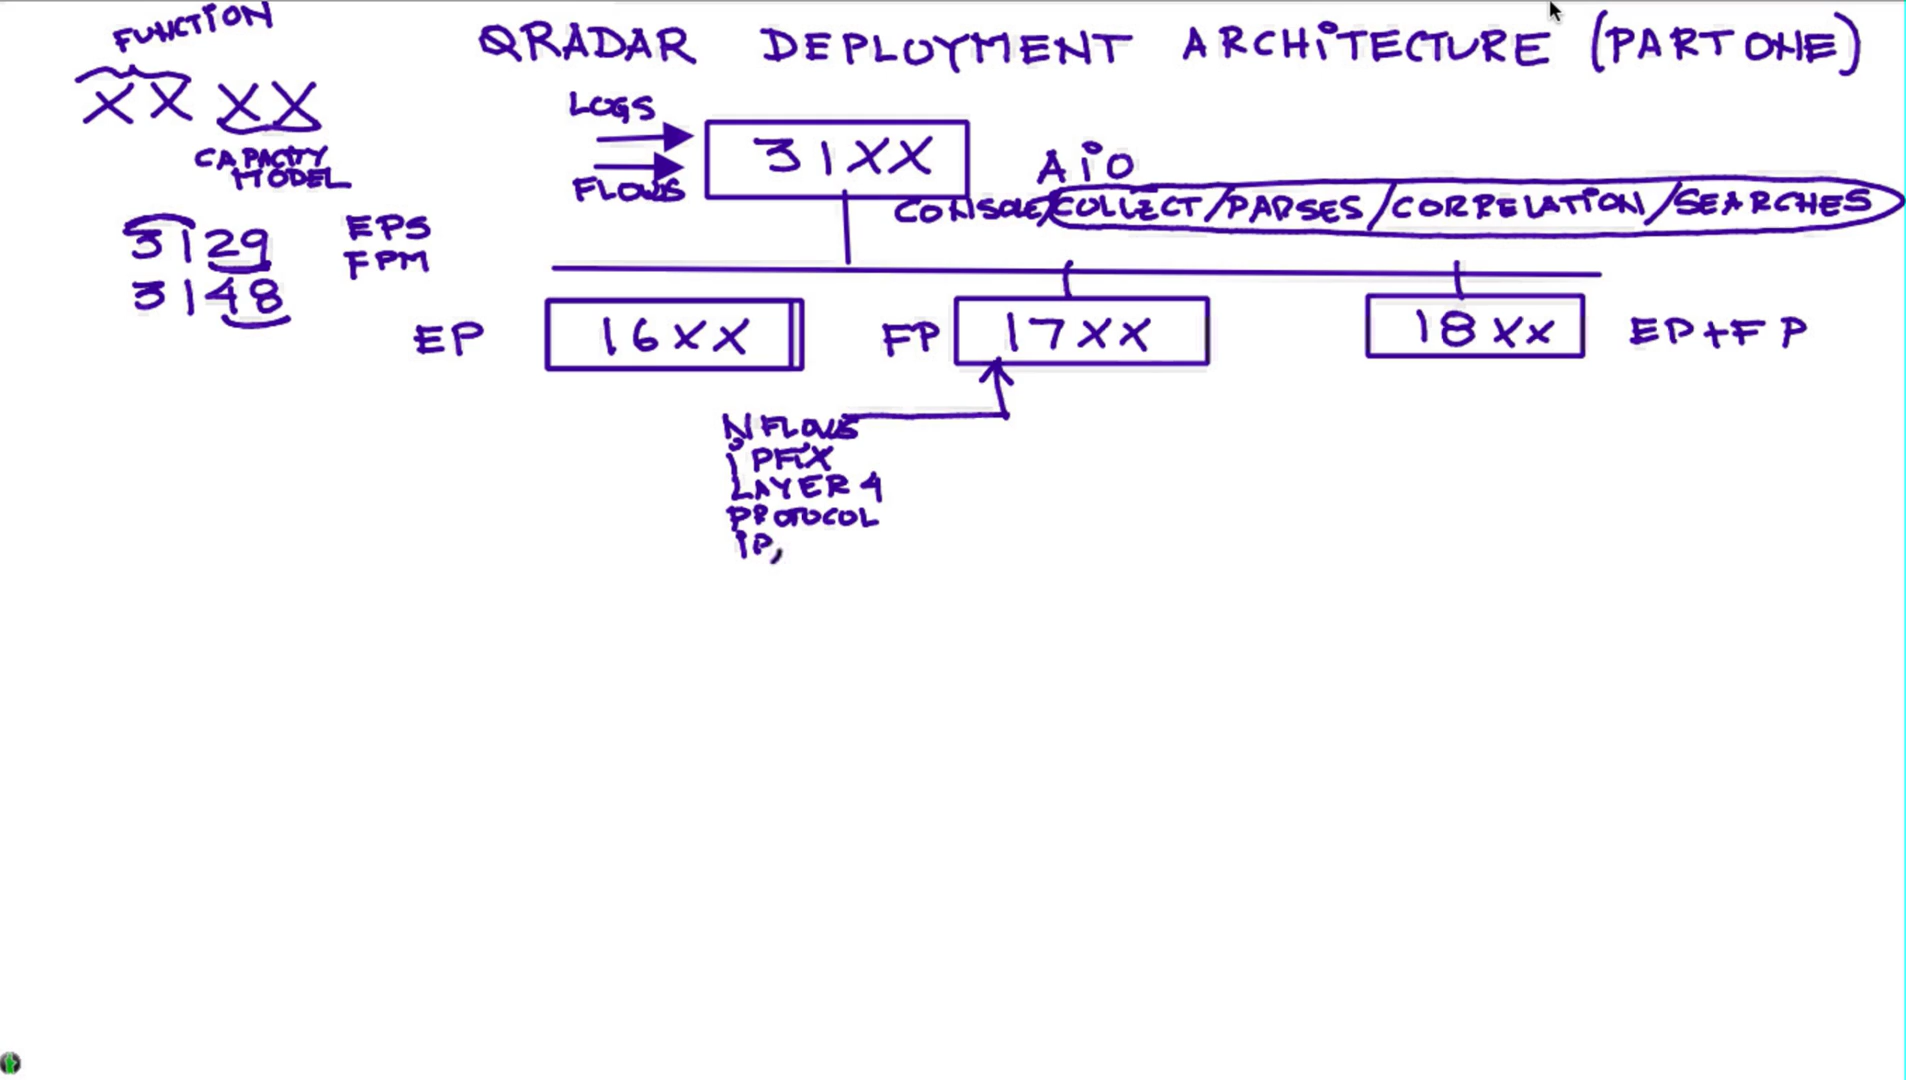 FUNCTION
QRADAR DEPLOYMENT ARCHiTECTURE (PART ONE)
XX XX
CAPACITY
MODEL
LOGS
FLOWS
31XX
AiO
CONSOLE/COLLECT/PARSES/CORRELATiON/SEARCHES
3129
3148
EPS
FPM
EP
16XX
FP
17XX
18XX
EP+FP
NFLOWS
iPFiX
LAYER 4
PROTOCOL
iP,